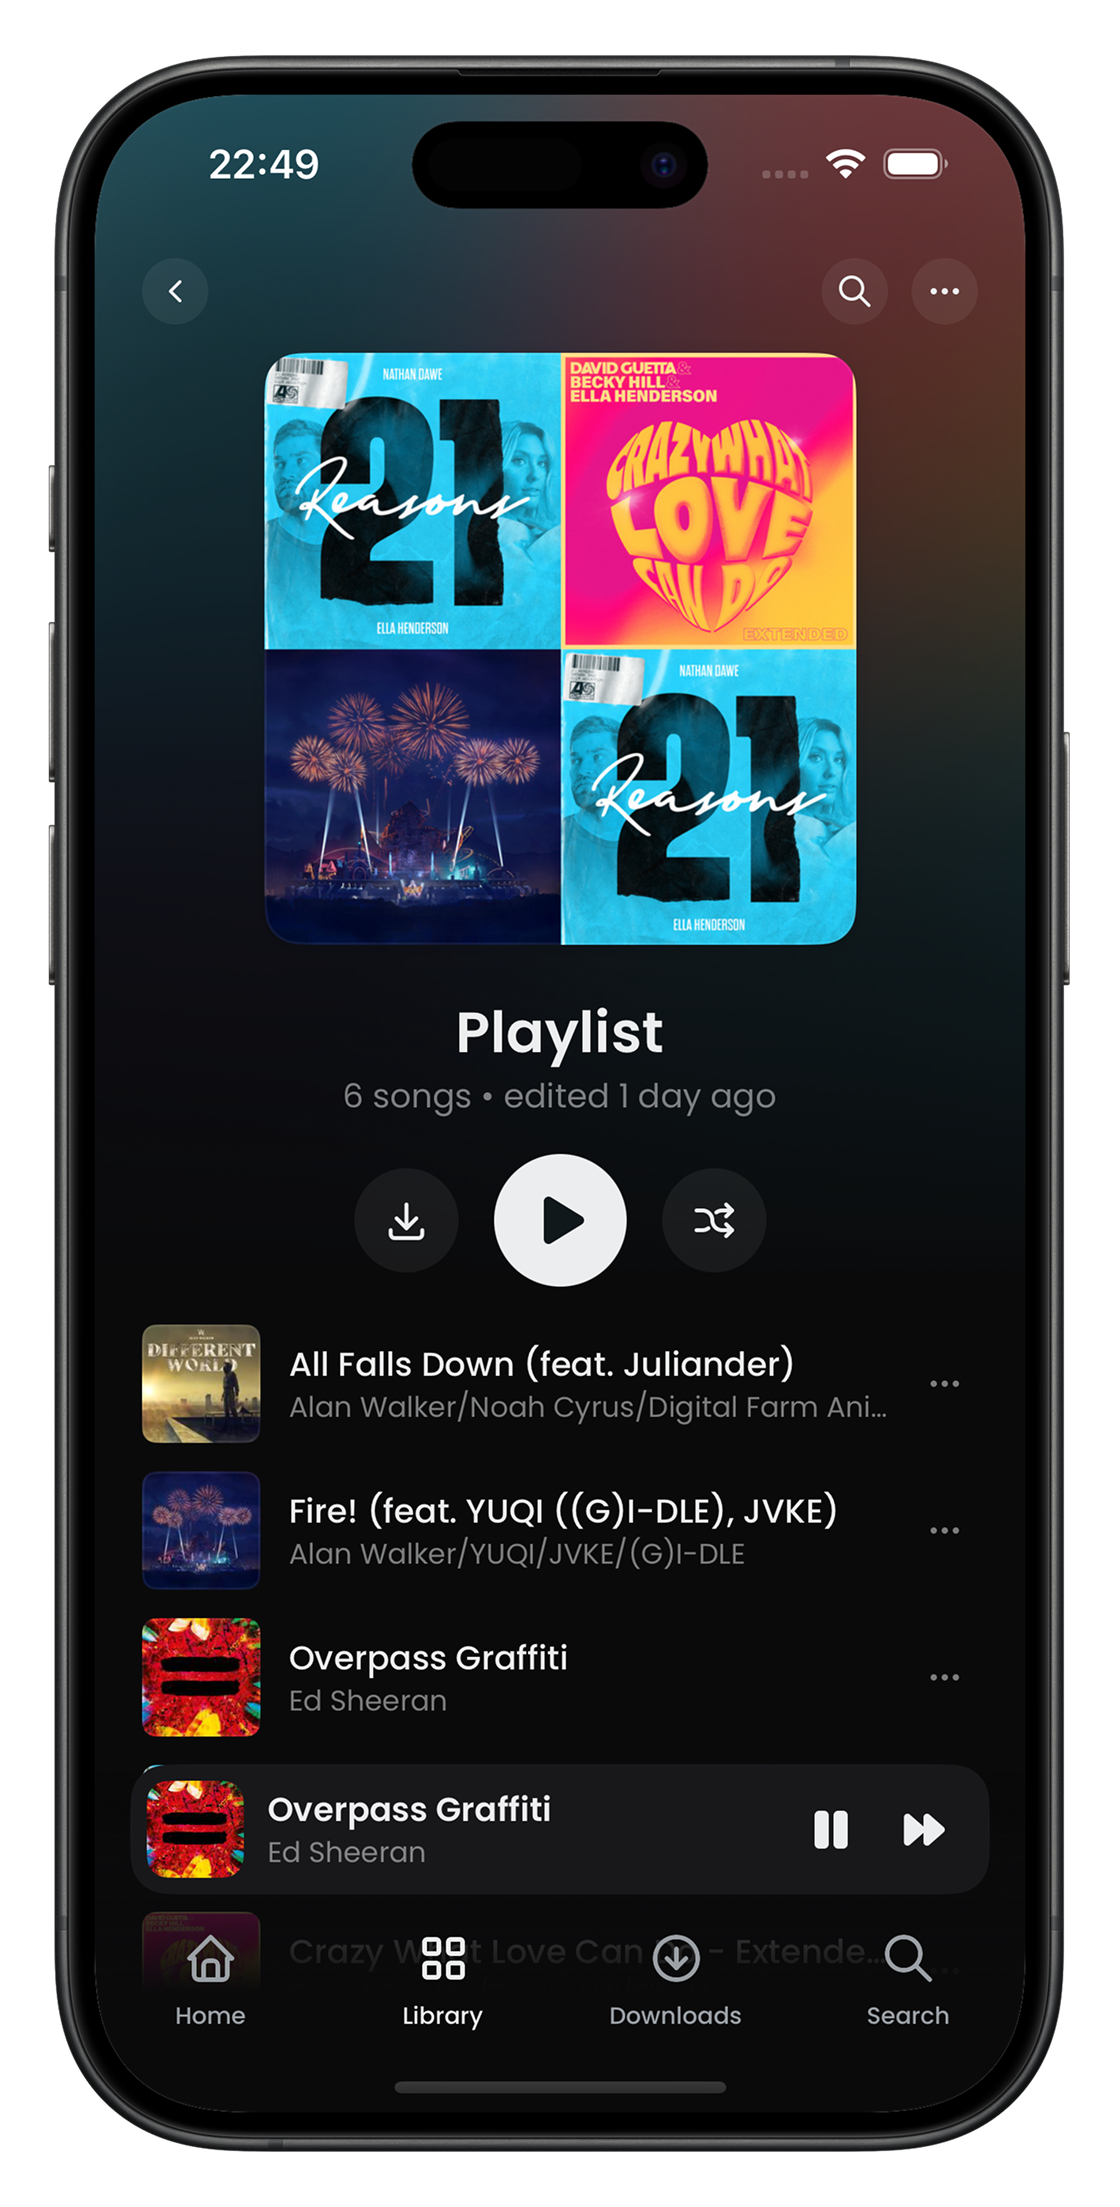 22:49
NATHAN DAWE
21
Reasons
ELLA HENDERSON
DAVID GUETTA &
BECKY HILL &
ELLA HENDERSON
CRAZY WHAT
LOVE
CAN DO
EXTENDED
NATHAN DAWE
21
Reasons
ELLA HENDERSON
Playlist
6 songs • edited 1 day ago
DIFFERENT
WORLD
All Falls Down (feat. Juliander)
Alan Walker/Noah Cyrus/Digital Farm Ani...
Fire! (feat. YUQI ((G)I-DLE), JVKE)
Alan Walker/YUQI/JVKE/(G)I-DLE
Overpass Graffiti
Ed Sheeran
Overpass Graffiti
Ed Sheeran
Crazy What Love Can Do - Extende...
Home
Library
Downloads
Search